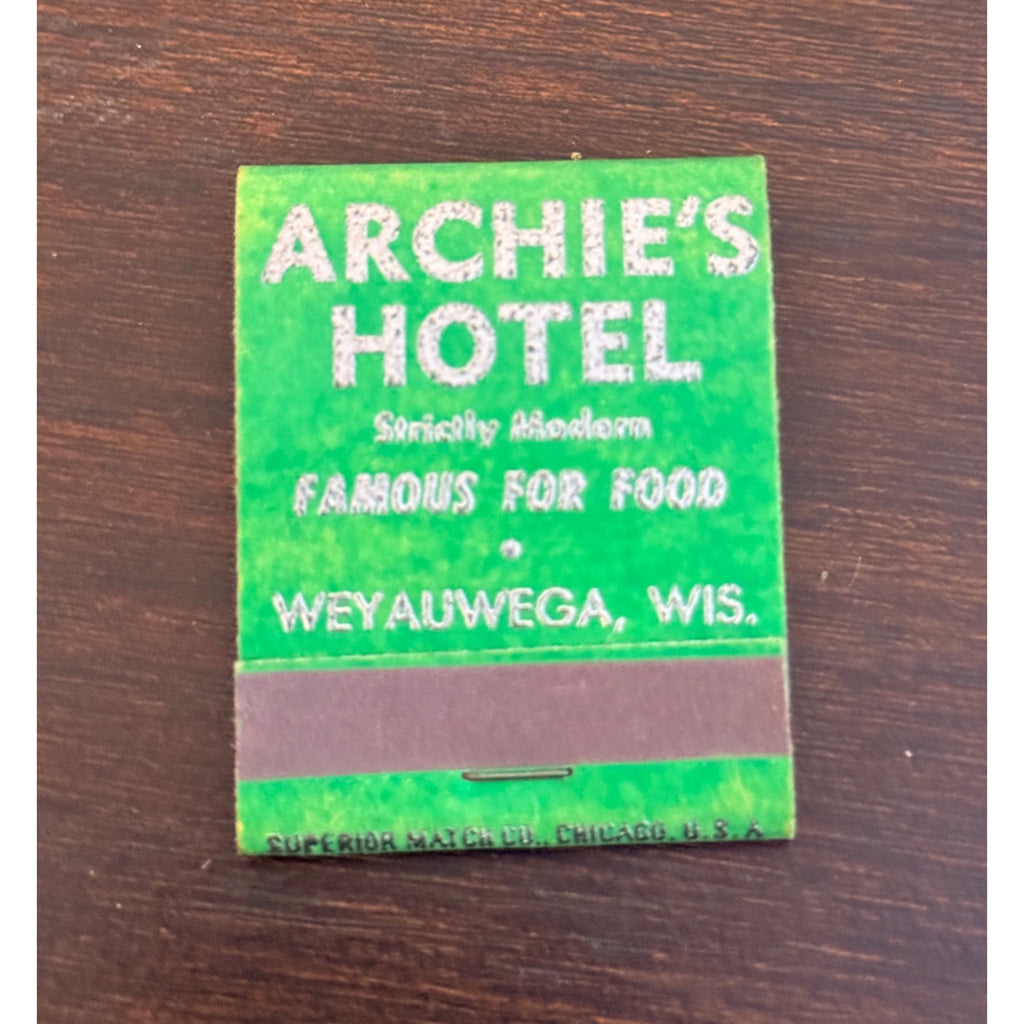 ARCHIE'S
HOTEL
Strictly Modern
FAMOUS FOR FOOD
•
WEYAUWEGA, WIS.
SUPERIOR MATCH CO., CHICAGO, U.S.A